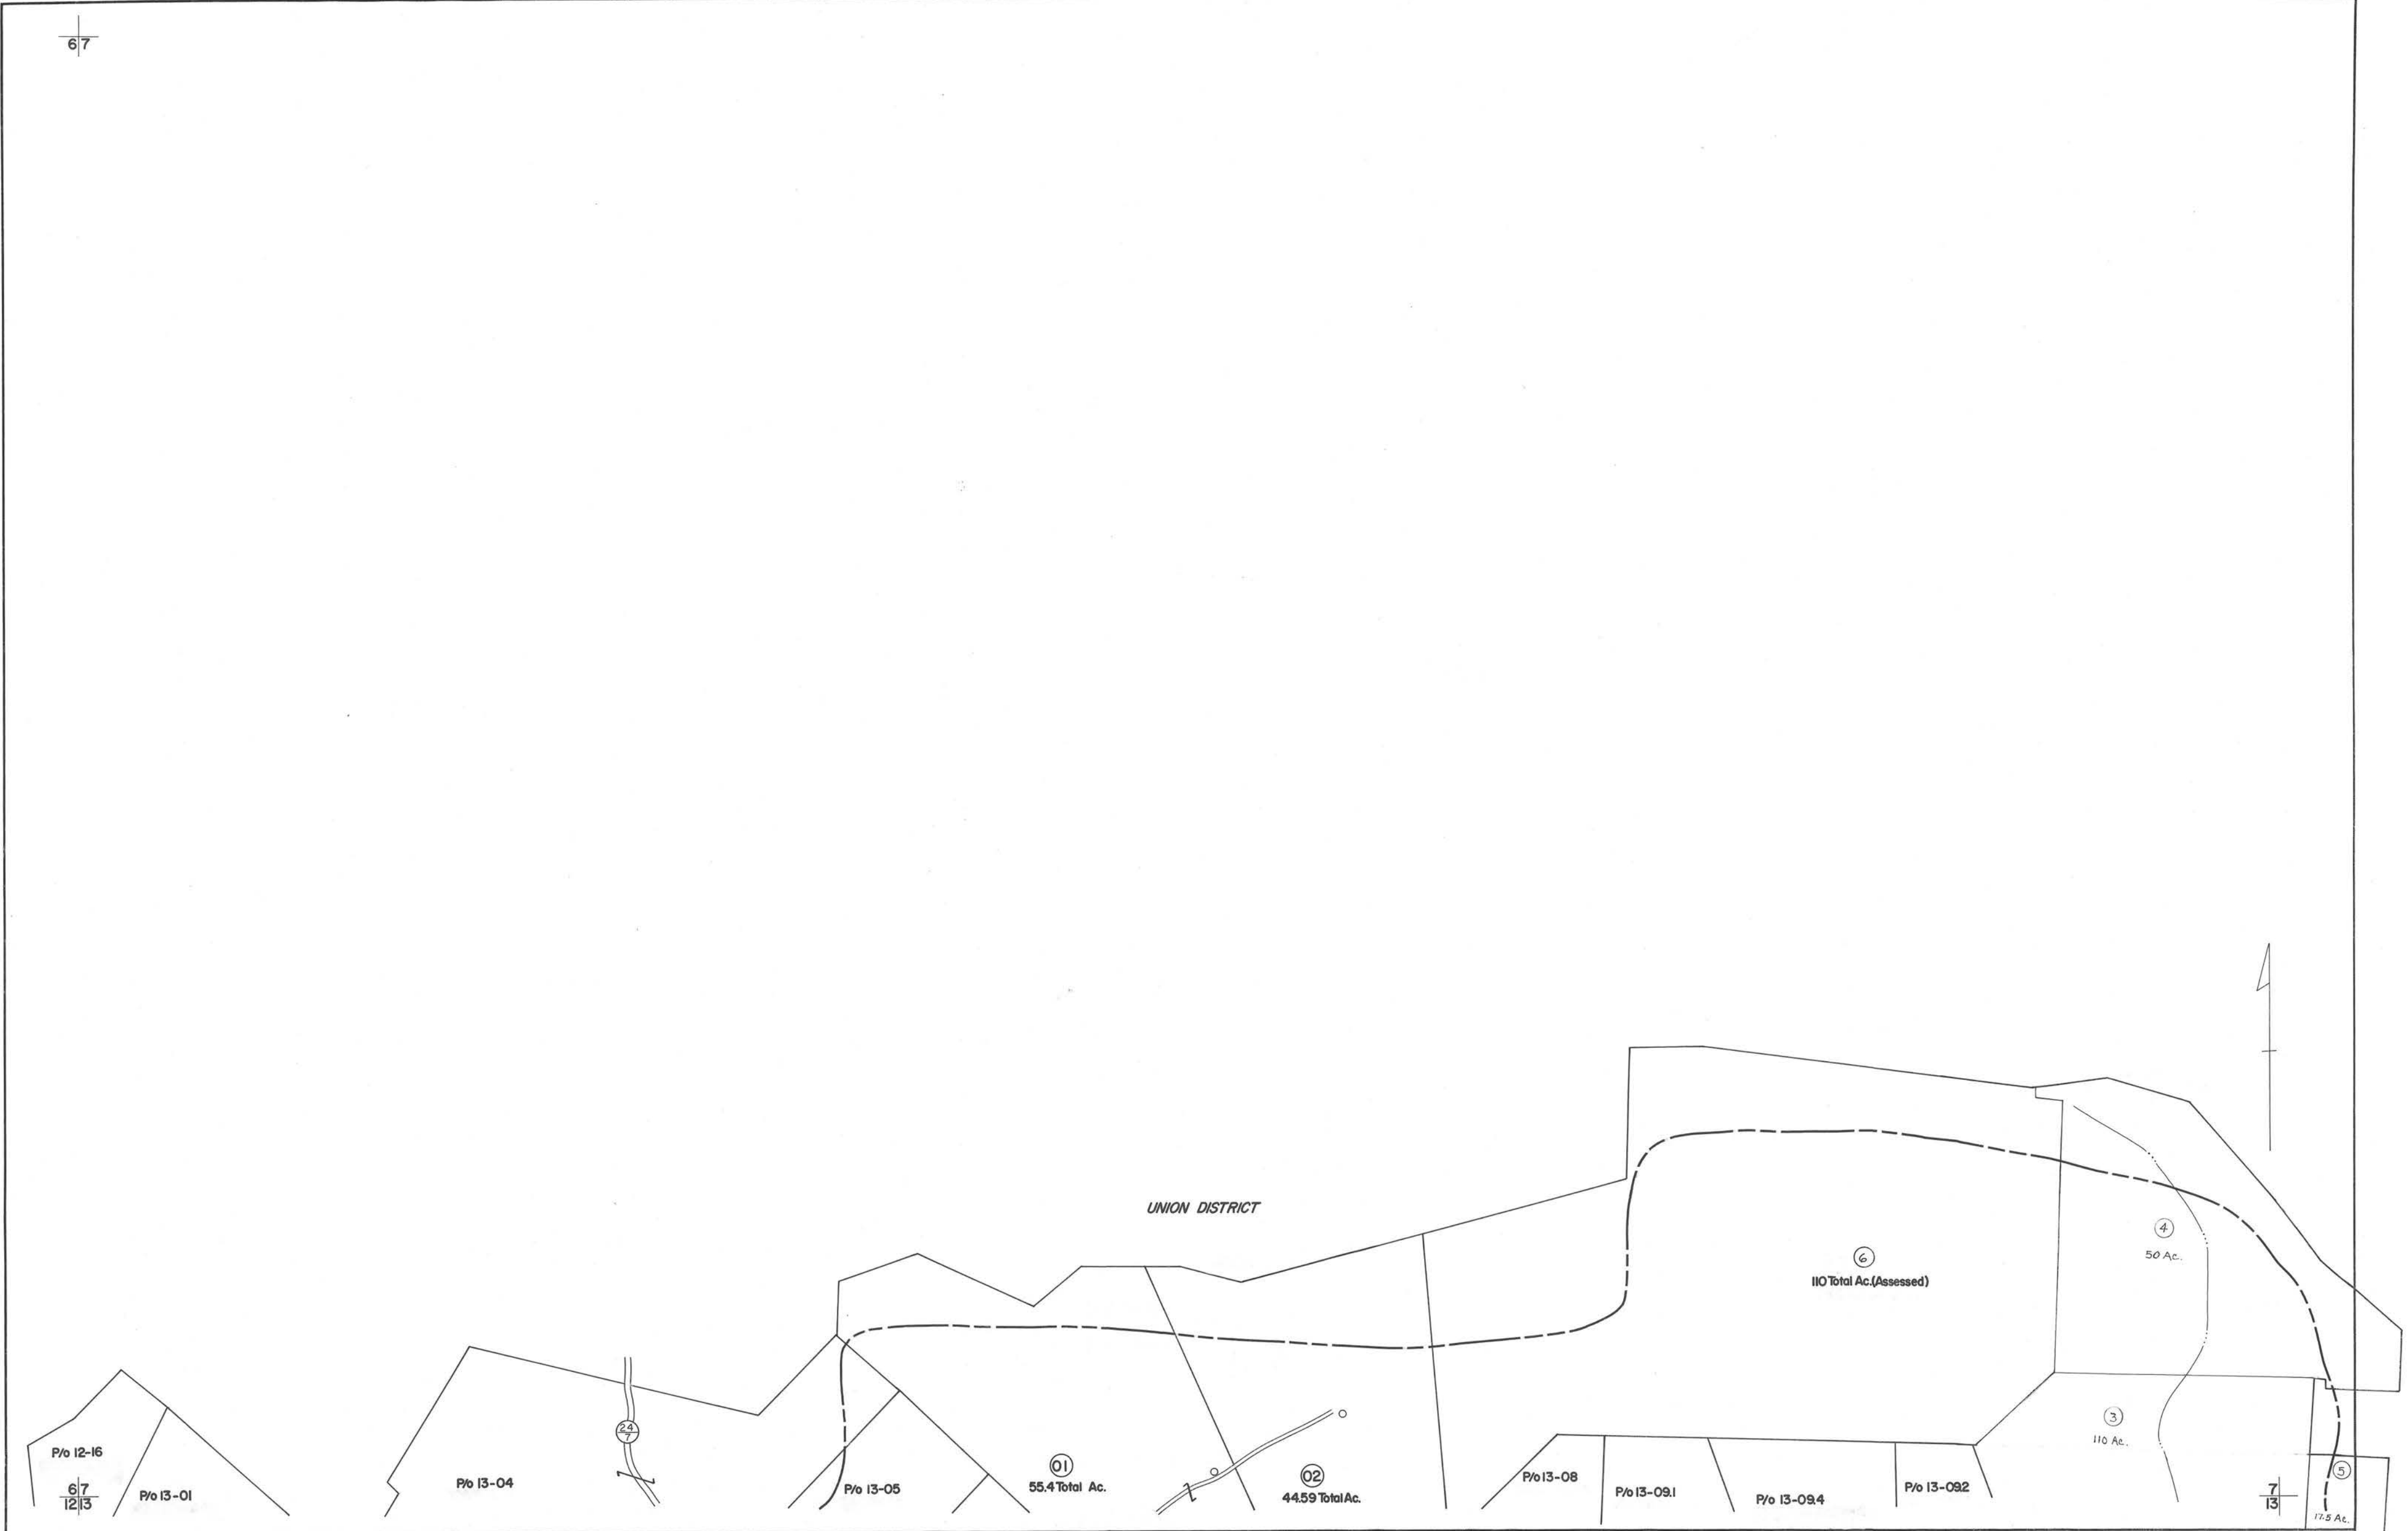 6 7
UNION DISTRICT
4
50 Ac.
6
110 Total Ac.(Assessed)
24
7
3
110 Ac.
P/o 12-16
6 7
12 13
P/o 13-01
P/o 13-04
P/o 13-05
01
55.4 Total Ac.
02
44.59 Total Ac.
P/o 13-08
P/o 13-09.1
P/o 13-09.4
P/o 13-09.2
7
13
5
17.5 Ac.